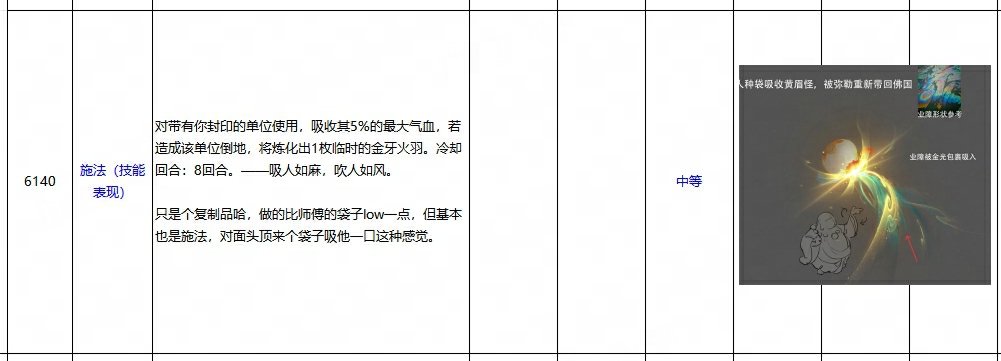 6140
施法（技能
表现）
对带有你封印的单位使用，吸收其5%的最大气血，若
造成该单位倒地，将炼化出1枚临时的金牙火羽。冷却
回合：8回合。——吸人如麻，吹人如风。
只是个复制品哈，做的比师傅的袋子low一点，但基本
也是施法，对面头顶来个袋子吸他一口这种感觉。
中等
人种袋吸收黄眉怪，被弥勒重新带回佛国
业障形状参考
业障被金光包裹吸入